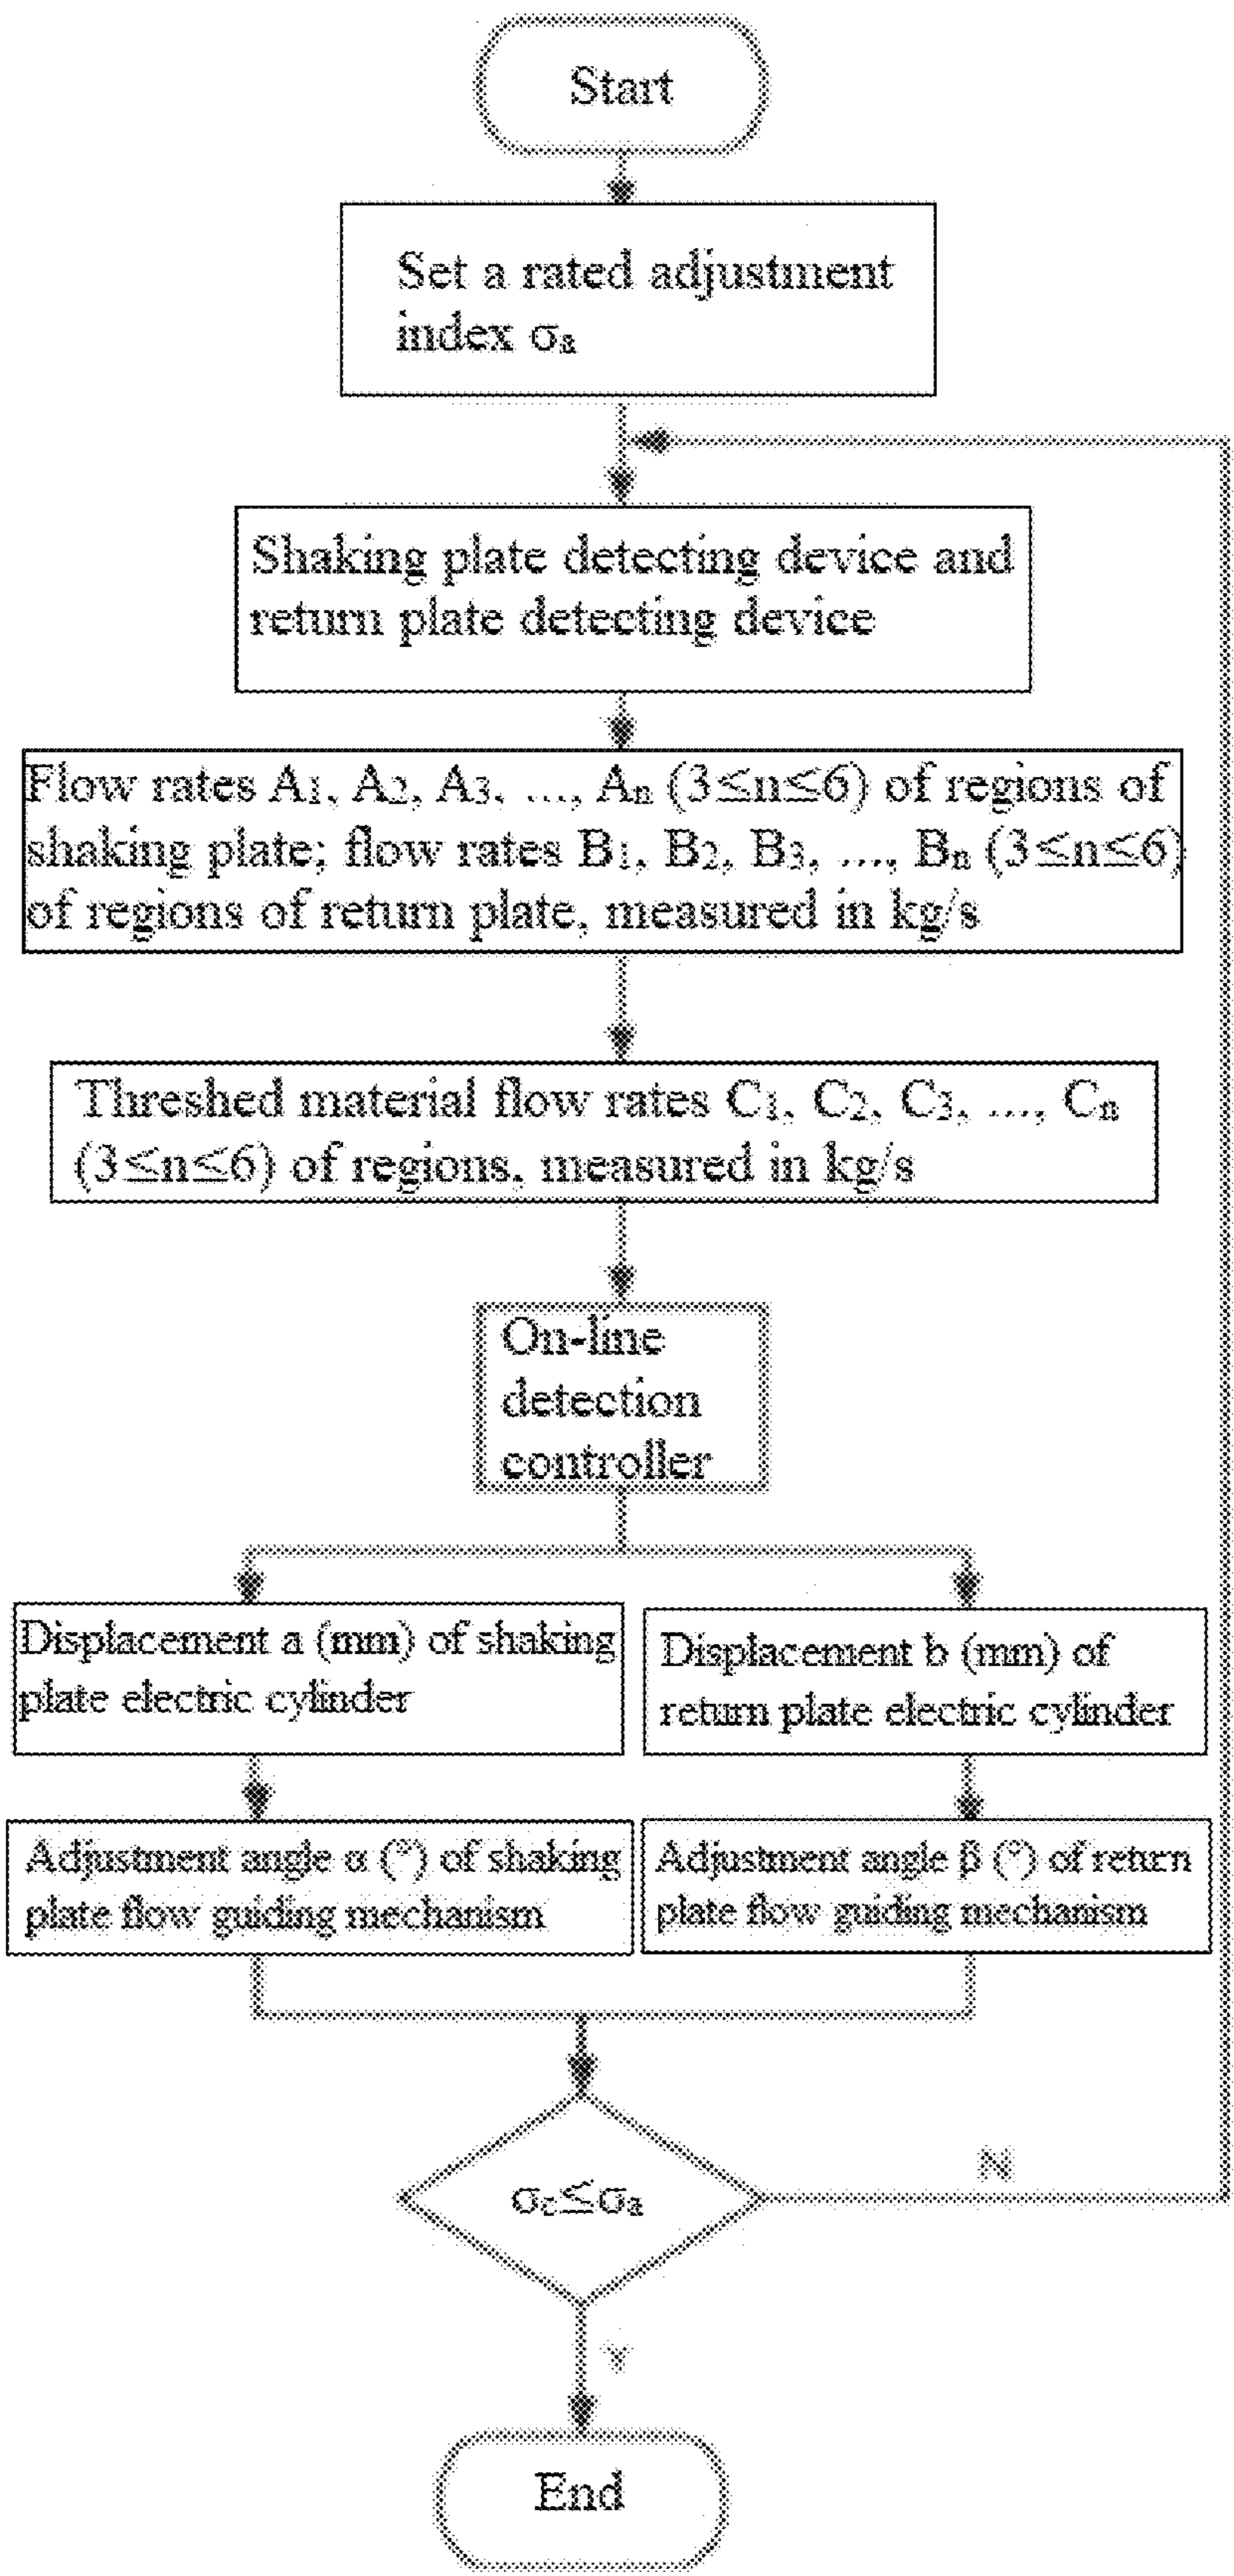 Start
Set a rated adjustment
index σₐ
Shaking plate detecting device and
return plate detecting device
Flow rates A₁, A₂, A₃, ..., Aₙ (3≤n≤6) of regions of
shaking plate; flow rates B₁, B₂, B₃, ..., Bₙ (3≤n≤6)
of regions of return plate, measured in kg/s
Threshed material flow rates C₁, C₂, C₃, ..., Cₙ
(3≤n≤6) of regions, measured in kg/s
On-line
detection
controller
Displacement a (mm) of shaking
plate electric cylinder
Displacement b (mm) of
return plate electric cylinder
Adjustment angle α (°) of shaking
plate flow guiding mechanism
Adjustment angle β (°) of return
plate flow guiding mechanism
σc≤σₐ
N
Y
End